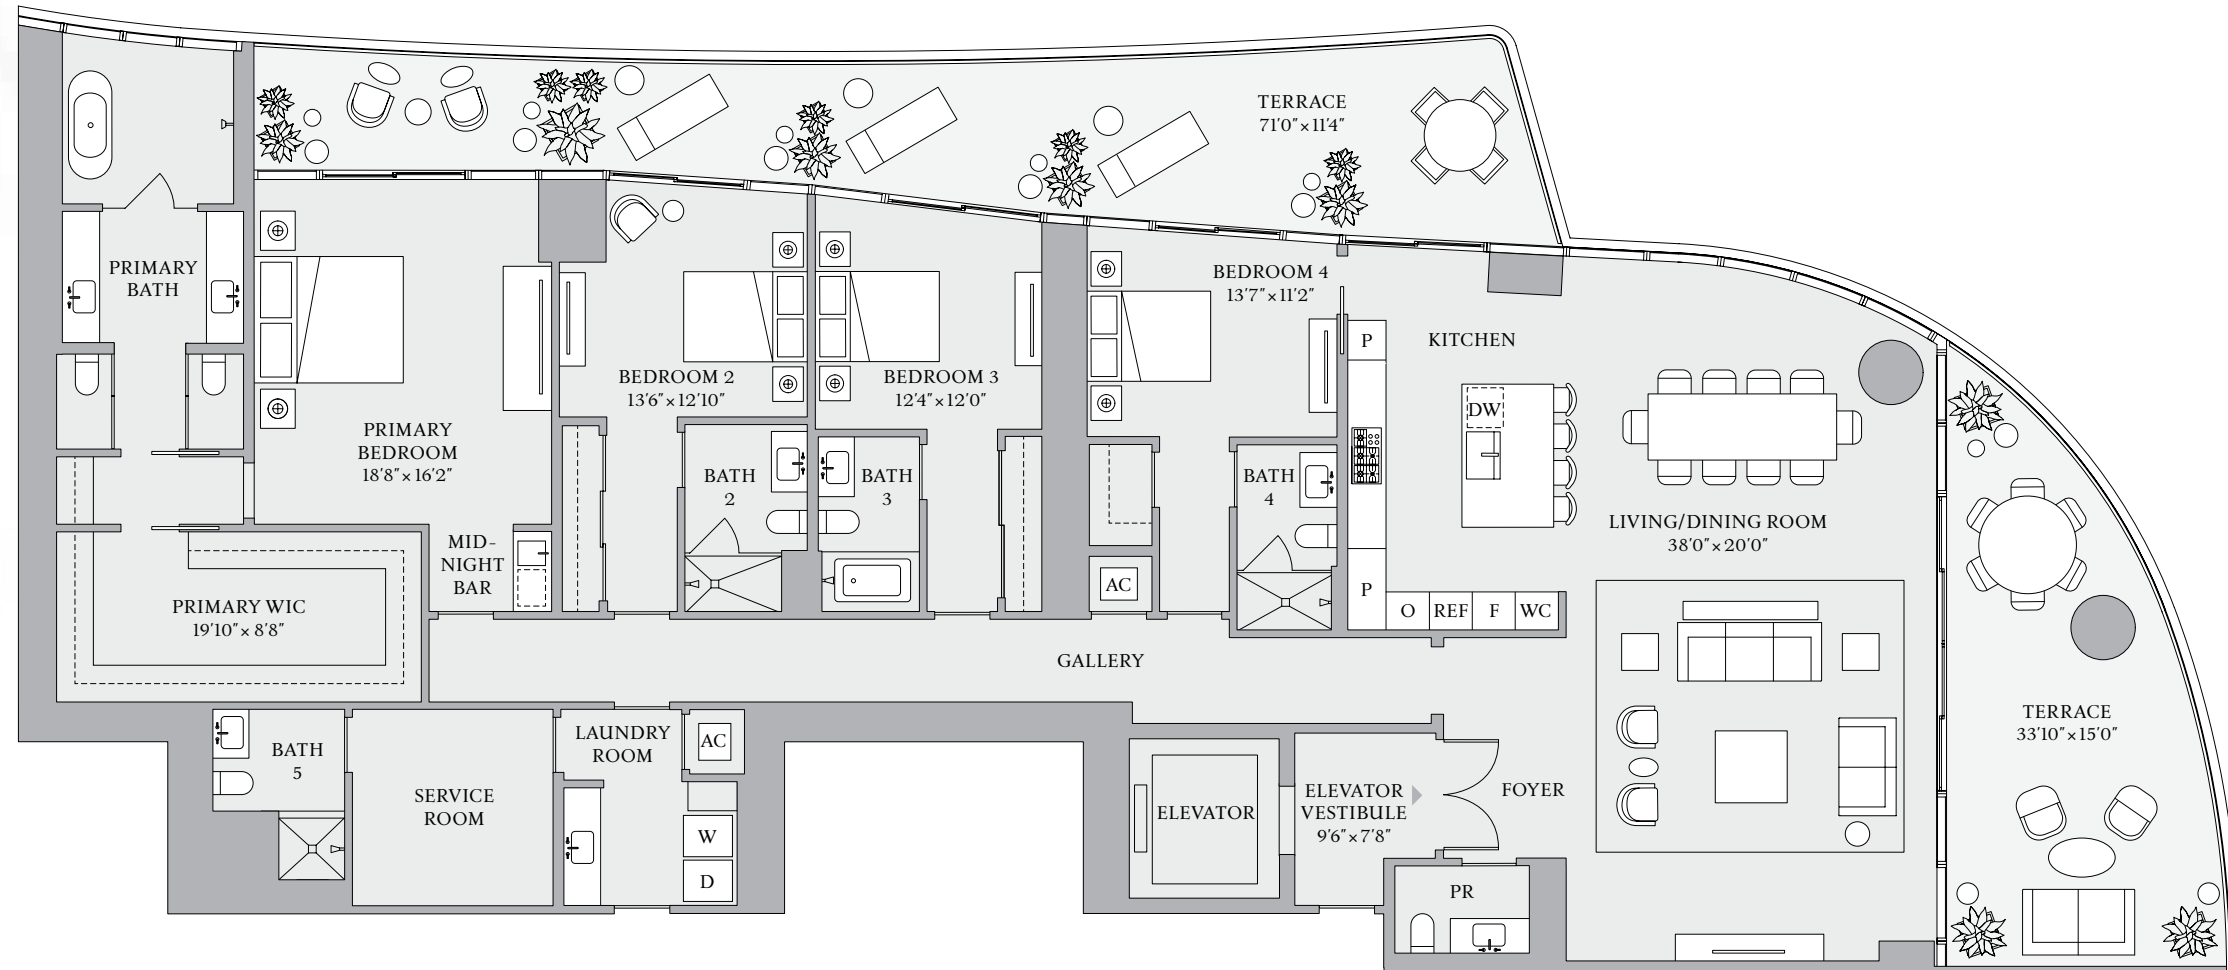 TERRACE
71'0"×11'4"
PRIMARY
BATH
BEDROOM 4
13'7"×11'2"
P
KITCHEN
BEDROOM 2
13'6"×12'10"
BEDROOM 3
12'4"×12'0"
DW
PRIMARY
BEDROOM
18'8"×16'2"
BATH
2
BATH
3
BATH
4
LIVING/DINING ROOM
38'0"×20'0"
MID-
NIGHT
BAR
AC
P
O
REF
F
WC
PRIMARY WIC
19'10"×8'8"
GALLERY
TERRACE
33'10"×15'0"
BATH
5
LAUNDRY
ROOM
AC
SERVICE
ROOM
W
D
ELEVATOR
ELEVATOR
VESTIBULE
9'6"×7'8"
FOYER
PR